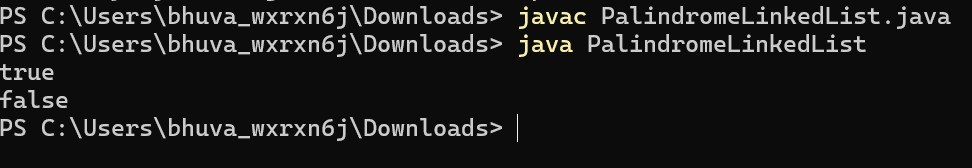 PS C:\Users\bhuva_wxrxn6j\Downloads> javac PalindromeLinkedList.java
PS C:\Users\bhuva_wxrxn6j\Downloads> java PalindromeLinkedList
true
false
PS C:\Users\bhuva_wxrxn6j\Downloads>